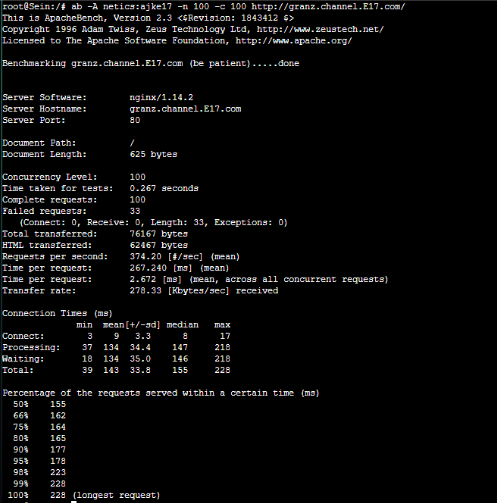 root@Sein:/# ab -A netics:ajke17 -n 100 -c 100 http://granz.channel.E17.com/
This is ApacheBench, Version 2.3 <$Revision: 1843412 $>
Copyright 1996 Adam Twiss, Zeus Technology Ltd, http://www.zeustech.net/
Licensed to The Apache Software Foundation, http://www.apache.org/

Benchmarking granz.channel.E17.com (be patient).....done

Server Software:        nginx/1.14.2
Server Hostname:        granz.channel.E17.com
Server Port:            80

Document Path:          /
Document Length:        625 bytes

Concurrency Level:      100
Time taken for tests:   0.267 seconds
Complete requests:      100
Failed requests:        33
   (Connect: 0, Receive: 0, Length: 33, Exceptions: 0)
Total transferred:      76167 bytes
HTML transferred:       62467 bytes
Requests per second:    374.20 [#/sec] (mean)
Time per request:       267.240 [ms] (mean)
Time per request:       2.672 [ms] (mean, across all concurrent requests)
Transfer rate:          278.33 [Kbytes/sec] received

Connection Times (ms)
              min  mean[+/-sd] median   max
Connect:        3    9   3.3      8      17
Processing:    37  134  34.4    147     218
Waiting:       18  134  35.0    146     218
Total:         39  143  33.8    155     228

Percentage of the requests served within a certain time (ms)
  50%    155
  66%    162
  75%    164
  80%    165
  90%    177
  95%    178
  98%    223
  99%    228
 100%    228 (longest request)